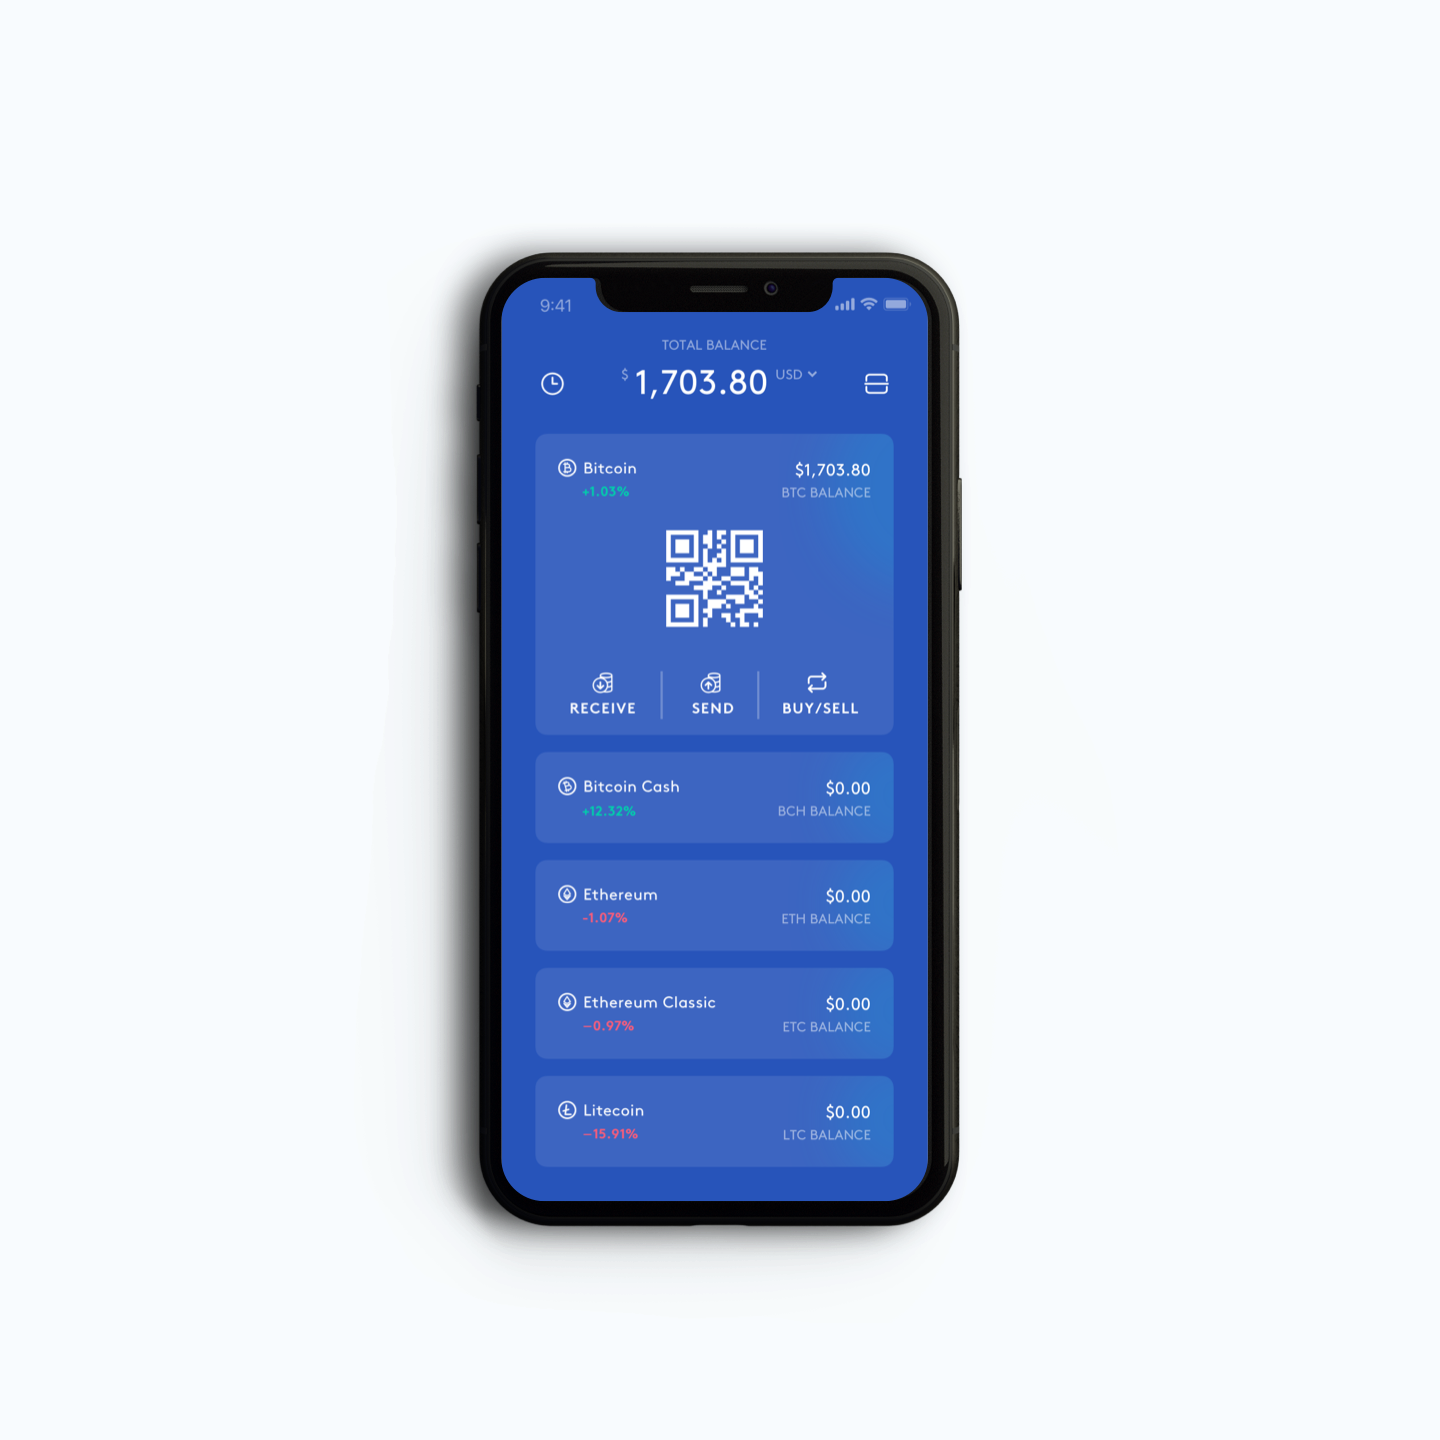 9:41
TOTAL BALANCE
$ 1,703.80 USD
Bitcoin $1,703.80
+1.03% BTC BALANCE
RECEIVE SEND BUY/SELL
Bitcoin Cash $0.00
+12.32% BCH BALANCE
Ethereum $0.00
-1.07% ETH BALANCE
Ethereum Classic $0.00
–0.97% ETC BALANCE
Litecoin $0.00
–15.91% LTC BALANCE